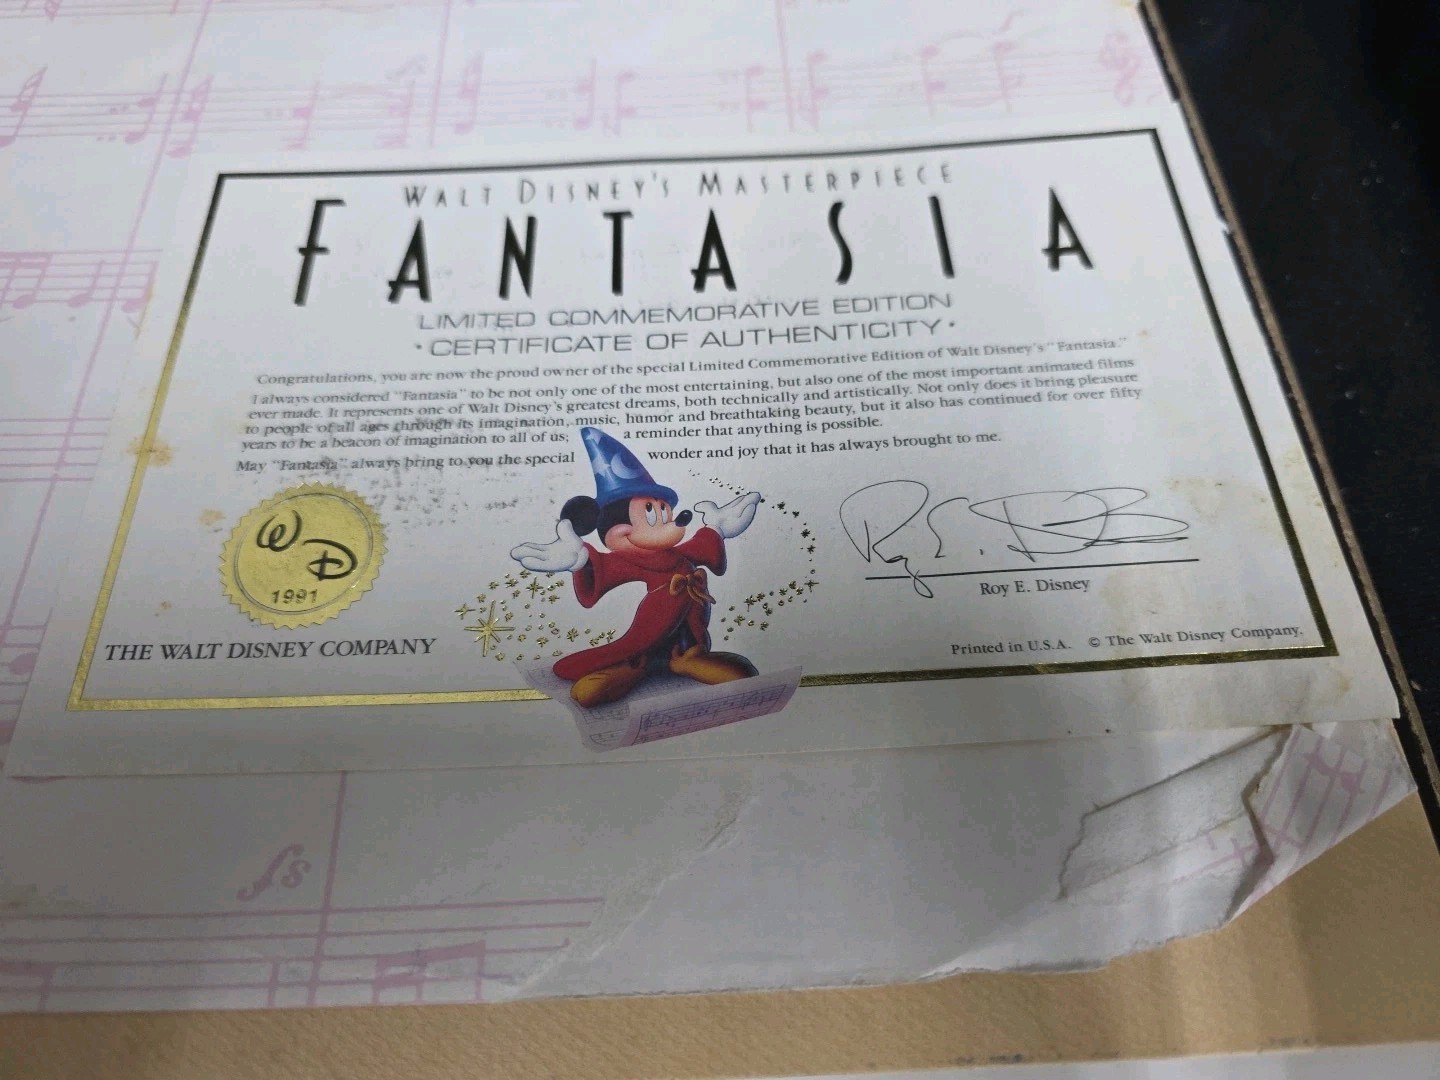 WALT DISNEY'S MASTERPIECE
FANTASIA
LIMITED COMMEMORATIVE EDITION
• CERTIFICATE OF AUTHENTICITY •
Congratulations, you are now the proud owner of the special Limited Commemorative Edition of Walt Disney's "Fantasia."
I always considered "Fantasia" to be not only one of the most entertaining, but also one of the most important animated films
ever made. It represents one of Walt Disney's greatest dreams, both technically and artistically. Not only does it bring pleasure
to people of all ages through its imagination, music, humor and breathtaking beauty, but it also has continued for over fifty
years to be a beacon of imagination to all of us; a reminder that anything is possible.
May "Fantasia" always bring to you the special wonder and joy that it has always brought to me.
WD
1991
THE WALT DISNEY COMPANY
Roy E. Disney
Roy E. Disney
Printed in U.S.A. © The Walt Disney Company.
fs